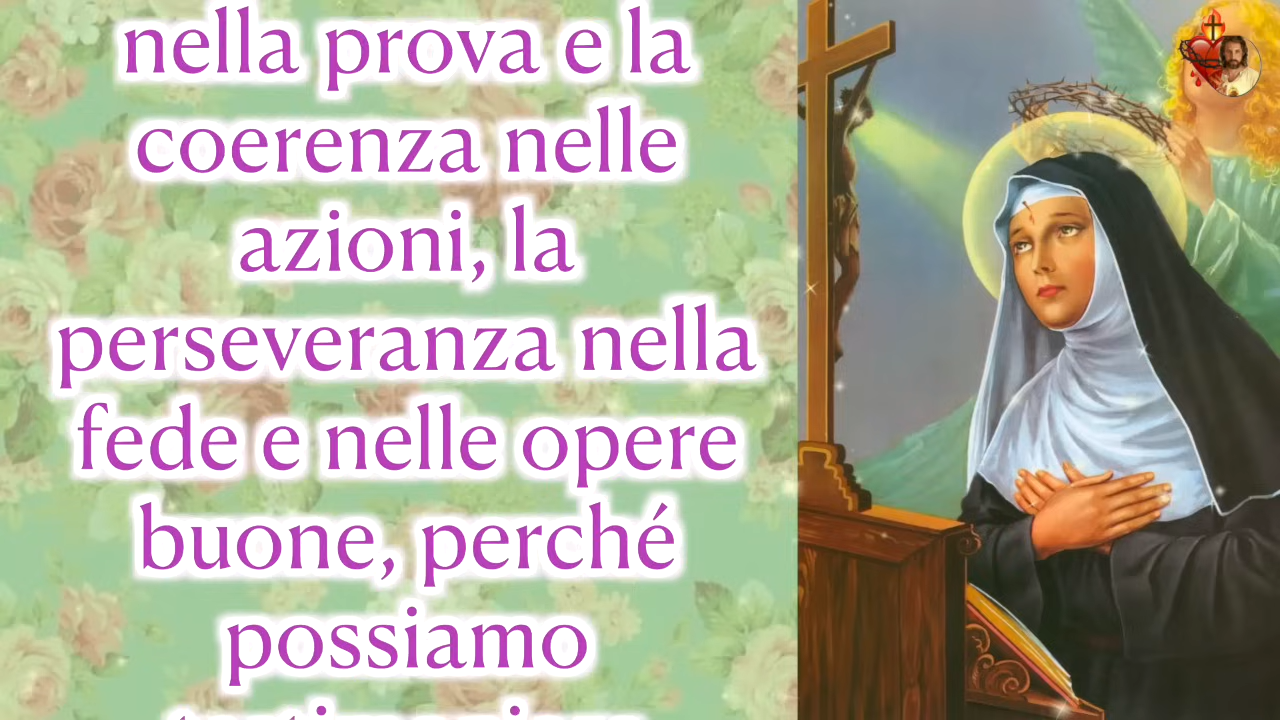 nella prova e la
coerenza nelle
azioni, la
perseveranza nella
fede e nelle opere
buone, perché
possiamo